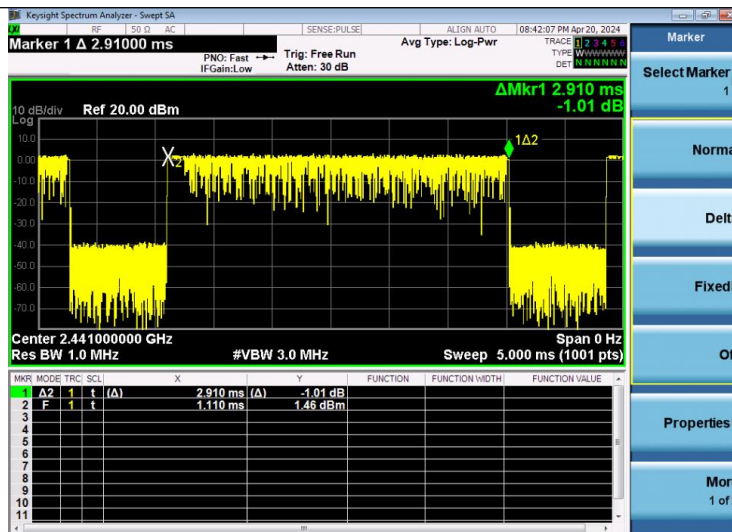 Keysight Spectrum Analyzer - Swept SA
LXI RF 50 Ω AC SENSE:PULSE ALIGN AUTO 08:42:07 PM Apr 20, 2024
Marker 1 Δ 2.91000 ms
PNO: Fast Trig: Free Run Avg Type: Log-Pwr TRACE 1 2 3 4 5 6
IFGain:Low Atten: 30 dB TYPE WWWWWW
DET N N N N N N
ΔMkr1 2.910 ms
-1.01 dB
10 dB/div Ref 20.00 dBm
Log
10.0
0.00
-10.0
-20.0
-30.0
-40.0
-50.0
-60.0
-70.0
X2
1Δ2
Center 2.441000000 GHz Span 0 Hz
Res BW 1.0 MHz #VBW 3.0 MHz Sweep 5.000 ms (1001 pts)
MKR MODE TRC SCL X Y FUNCTION FUNCTION WIDTH FUNCTION VALUE
1 Δ2 1 t (Δ) 2.910 ms (Δ) -1.01 dB
2 F 1 t 1.110 ms 1.46 dBm
3
4
5
6
7
8
9
10
11
Marker
Select Marker
1
Norma
Delt
Fixed
Of
Properties
Mor
1 of